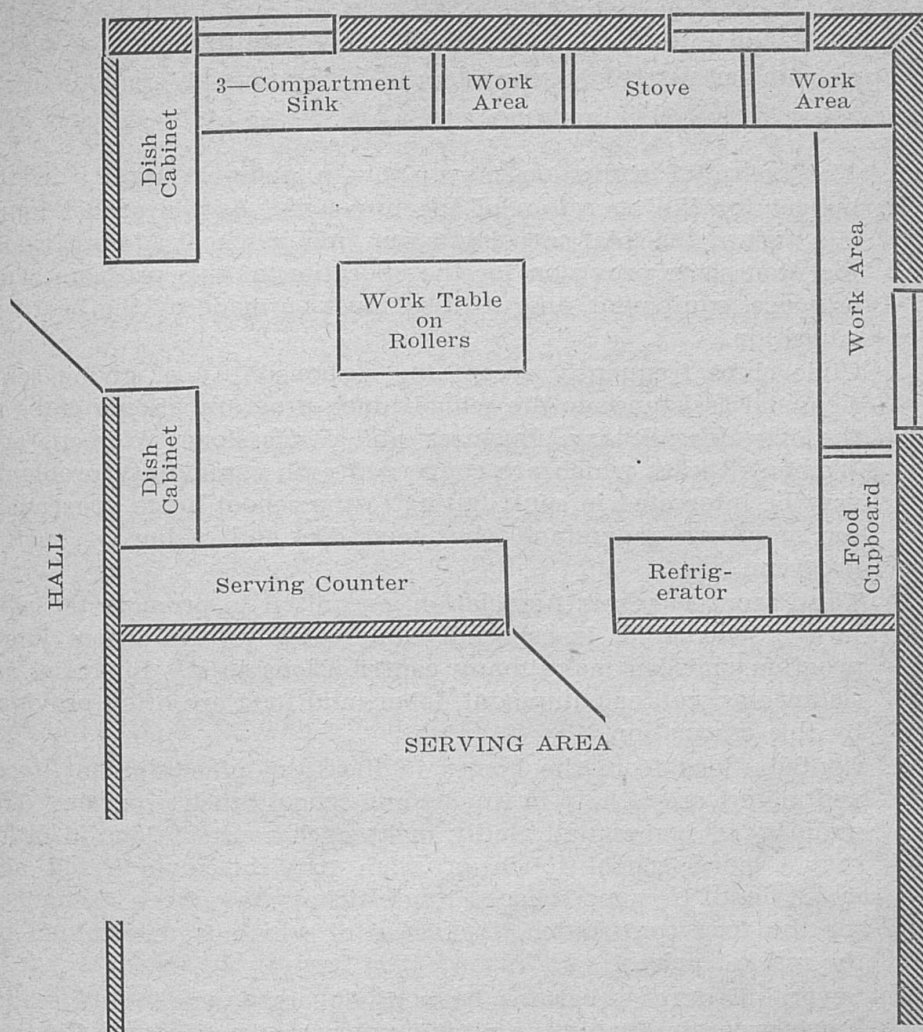 3—Compartment
Sink
Work
Area
Stove
Work
Area
Dish
Cabinet
Work Table
on
Rollers
Work Area
Dish
Cabinet
HALL
Serving Counter
Refrig-
erator
Food
Cupboard
SERVING AREA